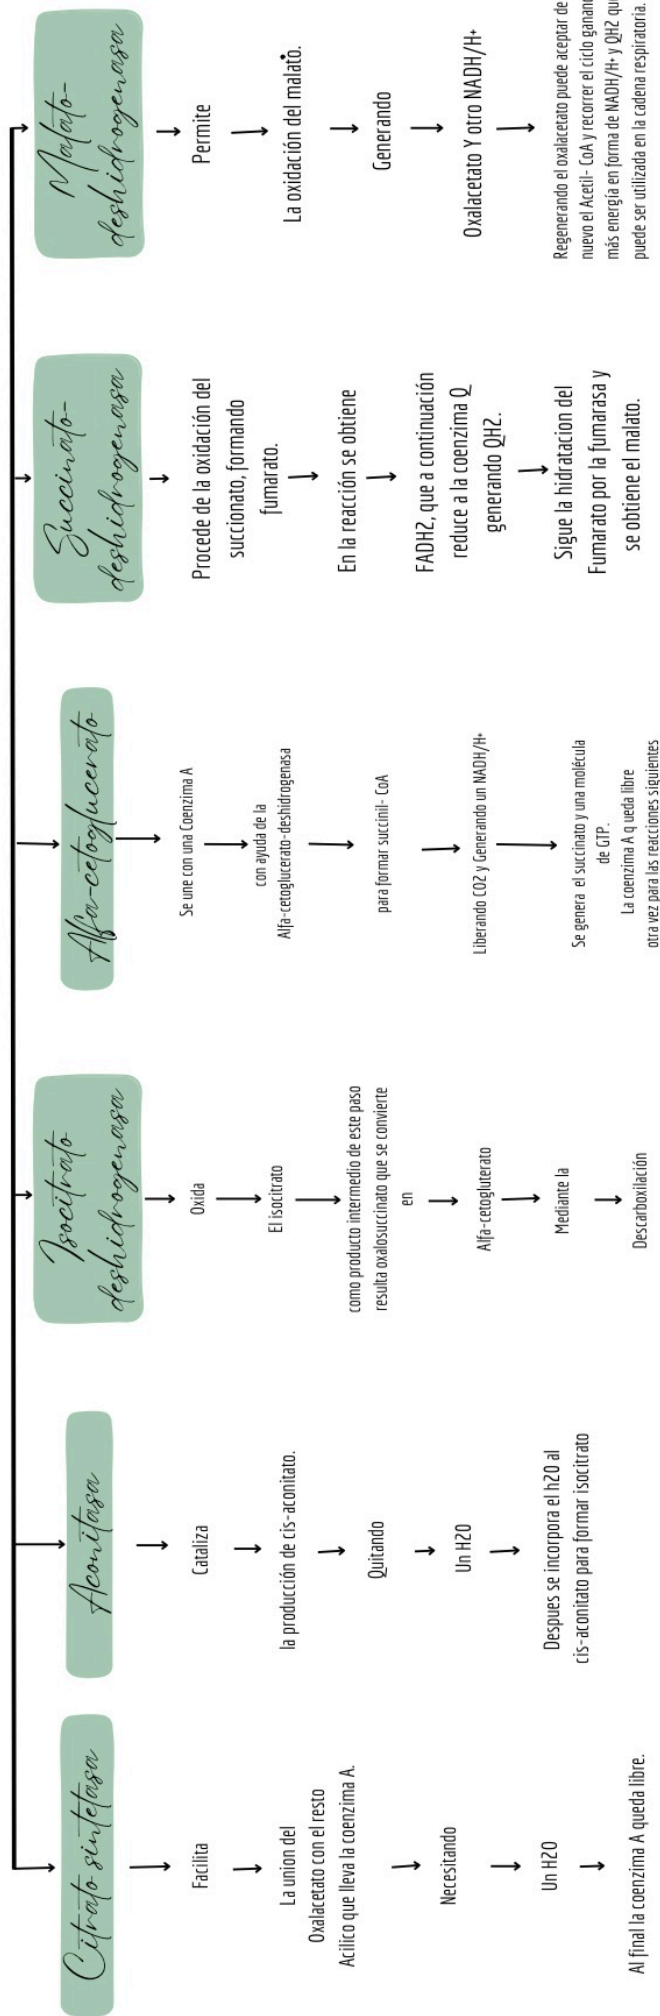 Citrato sintetasa
Facilita
La union del
Oxalacetato con el resto
Acilico que lleva la coenzima A.
Necesitando
Un H2O
Al final la coenzima A queda libre.
Aconitasa
Cataliza
la producción de cis-aconitato.
Quitando
Un H2O
Despues se incorpora el h2O al
cis-aconitato para formar isocitrato
Isocitrato
deshidrogenasa
Oxida
El isocitrato
como producto intermedio de este paso
resulta oxalosuccinato que se convierte
en
Alfa-cetogluterato
Mediante la
Descarboxilación
Alfa-cetoglucerato
Se une con una Coenzima A
con ayuda de la
Alfa-cetoglucerato-deshidrogenasa
para formar succinil- CoA
Liberando CO2 y Generando un NADH/H+
Se genera el succinato y una molécula
de GTP.
La coenzima A q ueda libre
otra vez para las reacciones siguientes
Succinato-
deshidrogenasa
Procede de la oxidación del
succionato, formando
fumarato.
En la reacción se obtiene
FADH2, que a continuación
reduce a la coenzima Q
generando QH2.
Sigue la hidratacion del
Fumarato por la fumarasa y
se obtiene el malato.
Malato-
deshidrogenasa
Permite
La oxidación del malato.
Generando
Oxalacetato Y otro NADH/H+
Regenerando el oxalacetato puede aceptar de
nuevo el Acetil- CoA y recorrer el ciclo ganand
más energía en forma de NADH/H+ y QH2 qu
puede ser utilizada en la cadena respiratoria.